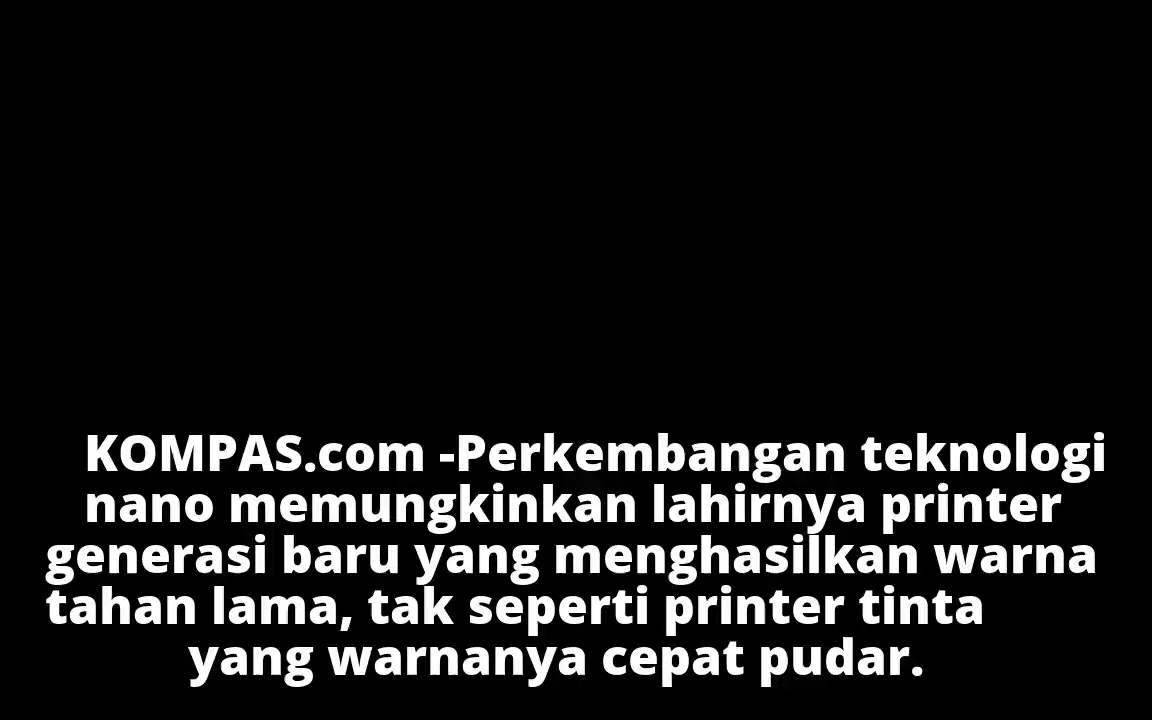 KOMPAS.com -Perkembangan teknologi
nano memungkinkan lahirnya printer
generasi baru yang menghasilkan warna
tahan lama, tak seperti printer tinta
yang warnanya cepat pudar.